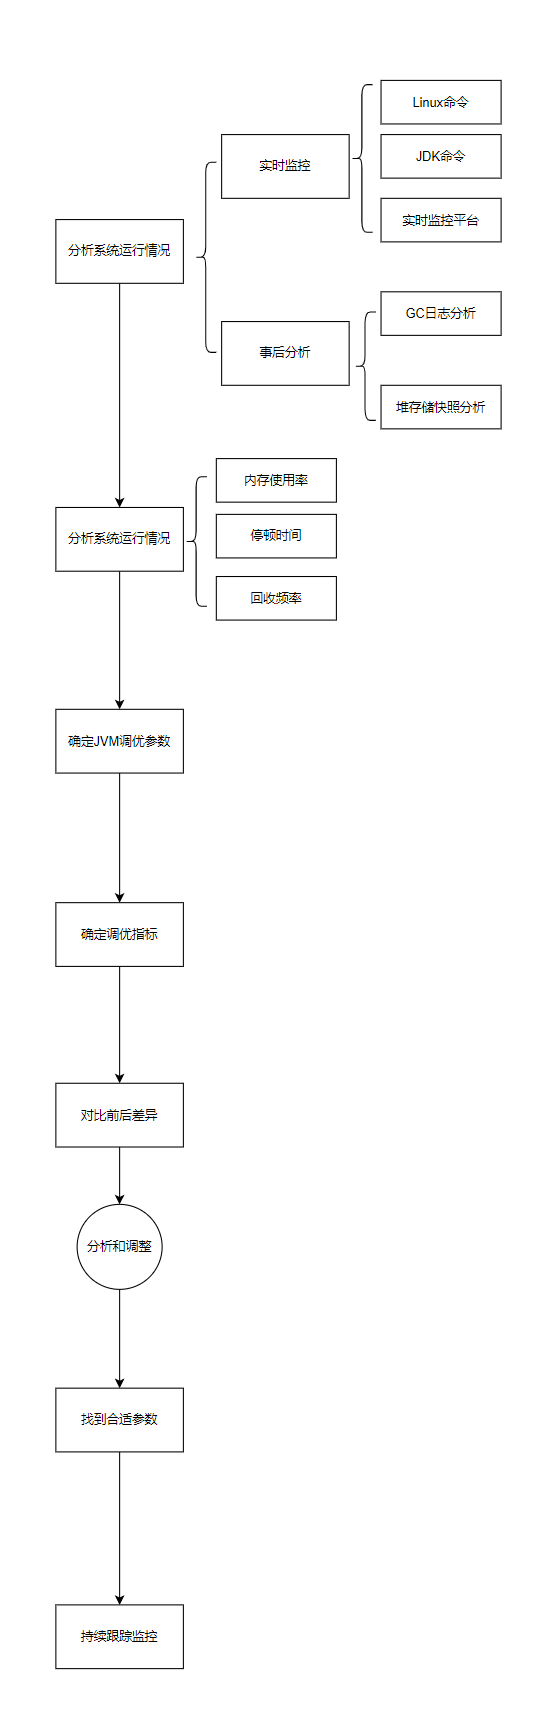 Linux命令
JDK命令
实时监控
实时监控平台
分析系统运行情况
GC日志分析
事后分析
堆存储快照分析
内存使用率
停顿时间
分析系统运行情况
回收频率
确定JVM调优参数
确定调优指标
对比前后差异
分析和调整
找到合适参数
持续跟踪监控